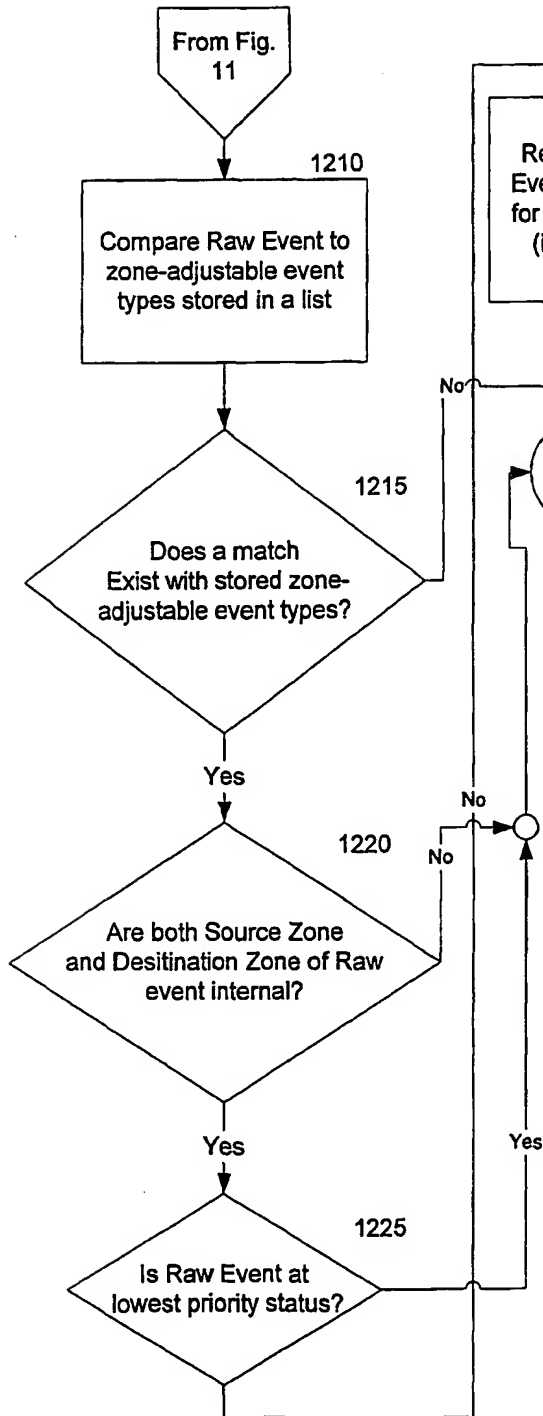 From Fig.
11
1210
Compare Raw Event to
zone-adjustable event
types stored in a list
No
1215
Does a match
Exist with stored zone-
adjustable event types?
Yes
1220
No
No
Are both Source Zone
and Desitination Zone of Raw
event internal?
Yes
Yes
1225
Is Raw Event at
lowest priority status?
for